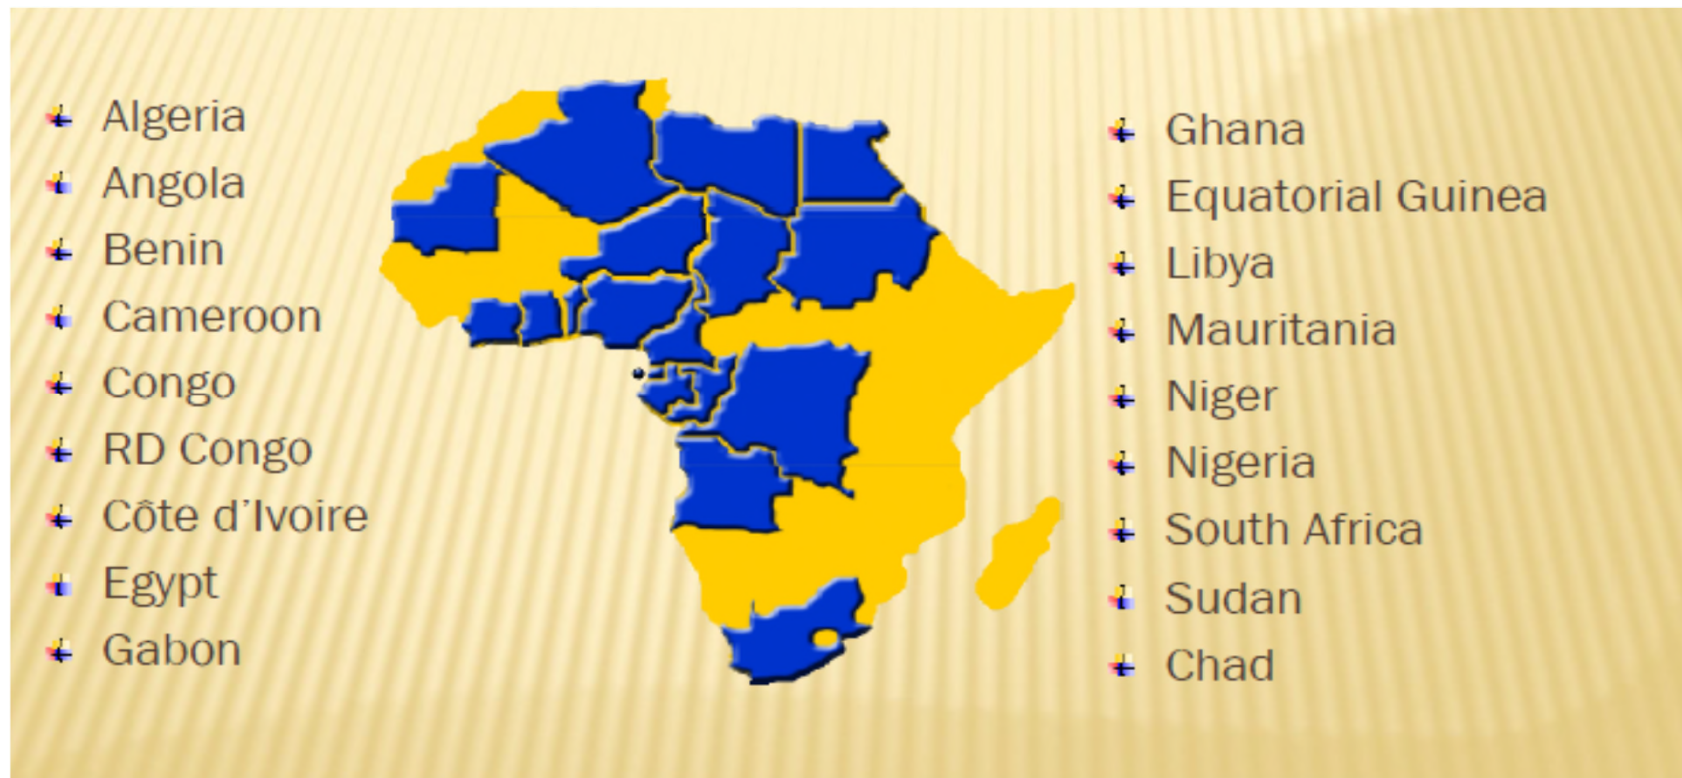 Algeria
Angola
Benin
Cameroon
Congo
RD Congo
Côte d’Ivoire
Egypt
Gabon
Ghana
Equatorial Guinea
Libya
Mauritania
Niger
Nigeria
South Africa
Sudan
Chad